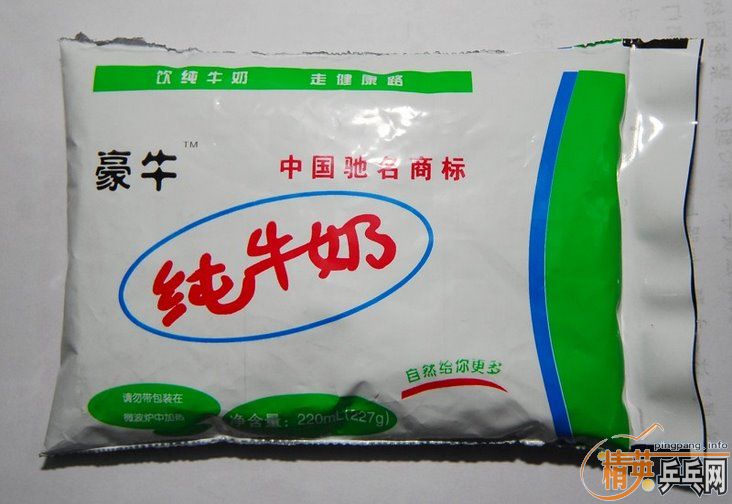 饮纯牛奶 走健康路
豪牛™
中国驰名商标
纯牛奶
自然给你更多
请勿带包装在
微波炉中加热
净含量：220mL(227g)
pingpang.info
精英乒乓网